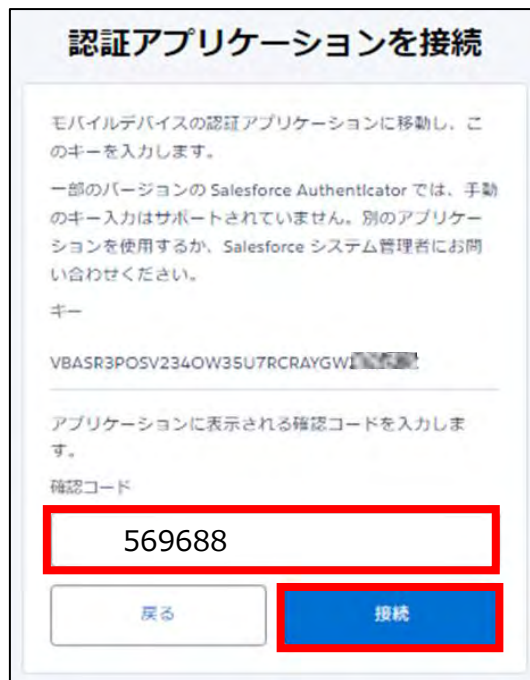 認証アプリケーションを接続
モバイルデバイスの認証アプリケーションに移動し、こ
のキーを入力します。
一部のバージョンの Salesforce Authenticator では、手動
のキー入力はサポートされていません。別のアプリケー
ションを使用するか、Salesforce システム管理者にお問
い合わせください。
キー
VBASR3POSV234OW35U7RCRAYGW
アプリケーションに表示される確認コードを入力しま
す。
確認コード
569688
戻る
接続